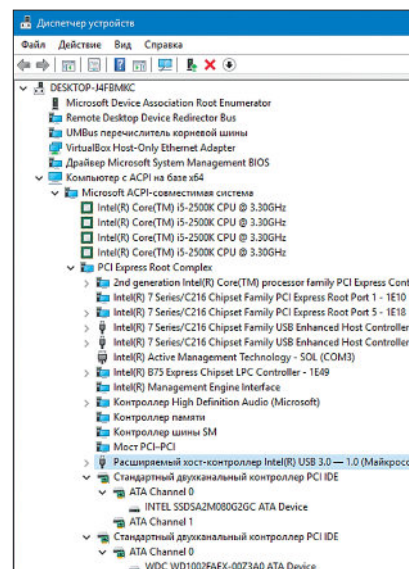 Диспетчер устройств
Файл Действие Вид Справка
DESKTOP-J4FBMKC
Microsoft Device Association Root Enumerator
Remote Desktop Device Redirector Bus
UMBus перечислитель корневой шины
VirtualBox Host-Only Ethernet Adapter
Драйвер Microsoft System Management BIOS
Компьютер с ACPI на базе x64
Microsoft ACPI-совместимая система
Intel(R) Core(TM) i5-2500K CPU @ 3.30GHz
Intel(R) Core(TM) i5-2500K CPU @ 3.30GHz
Intel(R) Core(TM) i5-2500K CPU @ 3.30GHz
Intel(R) Core(TM) i5-2500K CPU @ 3.30GHz
PCI Express Root Complex
2nd generation Intel(R) Core(TM) processor family PCI Express Cont
Intel(R) 7 Series/C216 Chipset Family PCI Express Root Port 1 - 1E10
Intel(R) 7 Series/C216 Chipset Family PCI Express Root Port 5 - 1E18
Intel(R) 7 Series/C216 Chipset Family USB Enhanced Host Controller
Intel(R) 7 Series/C216 Chipset Family USB Enhanced Host Controller
Intel(R) Active Management Technology - SOL (COM3)
Intel(R) B75 Express Chipset LPC Controller - 1E49
Intel(R) Management Engine Interface
Контроллер High Definition Audio (Microsoft)
Контроллер памяти
Контроллер шины SM
Мост PCI-PCI
Расширяемый хост-контроллер Intel(R) USB 3.0 — 1.0 (Майкросо
Стандартный двухканальный контроллер PCI IDE
ATA Channel 0
INTEL SSDSA2M080G2GC ATA Device
ATA Channel 1
Стандартный двухканальный контроллер PCI IDE
ATA Channel 0
WDC WD1002FAEX-00Z3A0 ATA Device